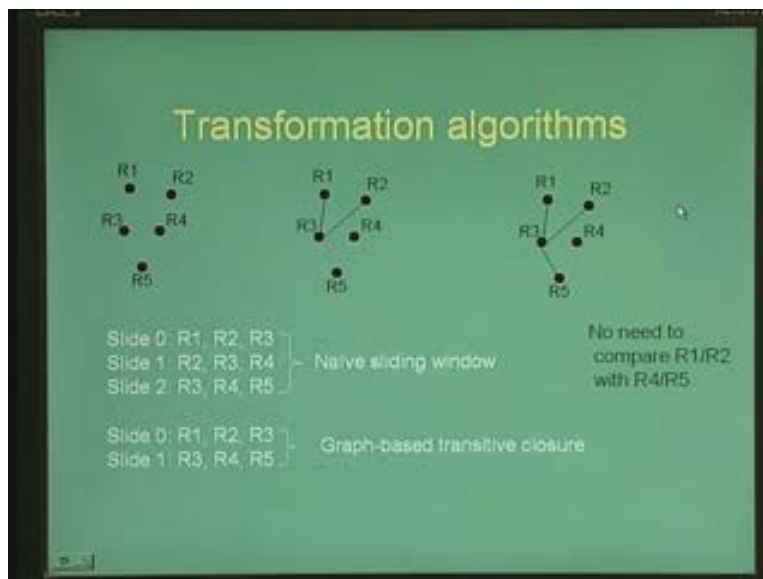 Transformation algorithms
R1 R2
R3 R4
R5
R1 R2
R3 R4
R5
R1 R2
R3 R4
R5
Slide 0: R1, R2, R3
Slide 1: R2, R3, R4
Slide 2: R3, R4, R5
Naïve sliding window
No need to
compare R1/R2
with R4/R5
Slide 0: R1, R2, R3
Slide 1: R3, R4, R5
Graph-based transitive closure